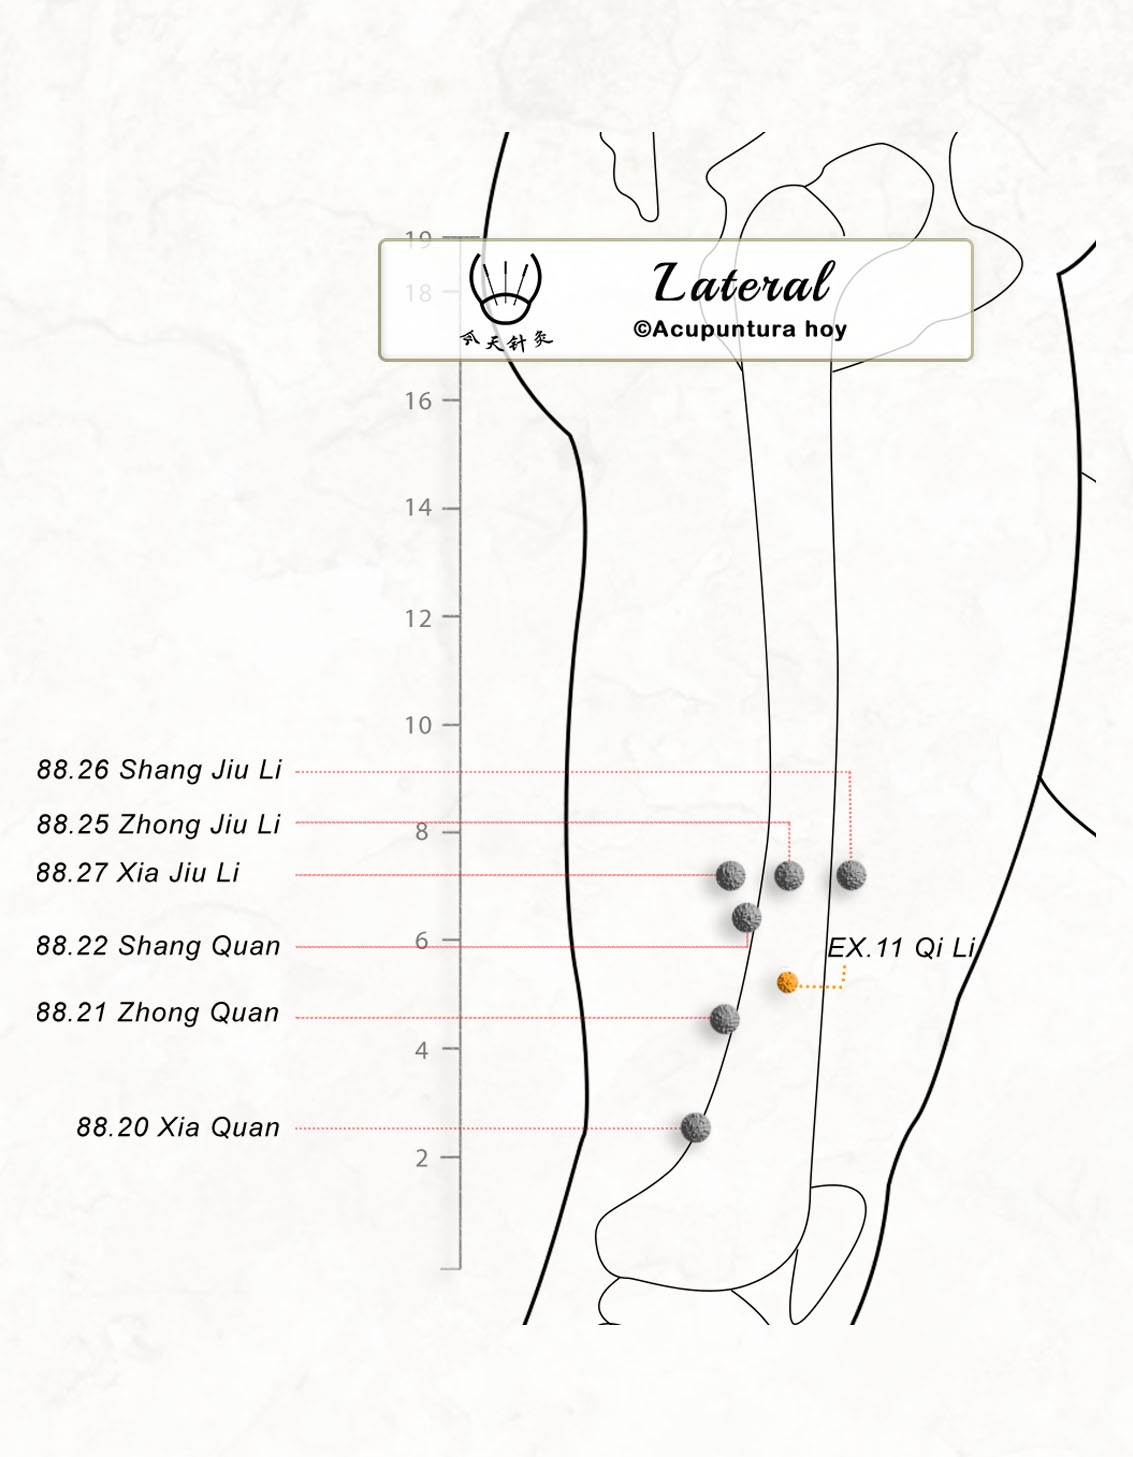 19
18
Lateral
©Acupuntura hoy
今天针灸
16
14
12
10
88.26 Shang Jiu Li
88.25 Zhong Jiu Li
8
88.27 Xia Jiu Li
88.22 Shang Quan
6
EX.11 Qi Li
88.21 Zhong Quan
4
88.20 Xia Quan
2